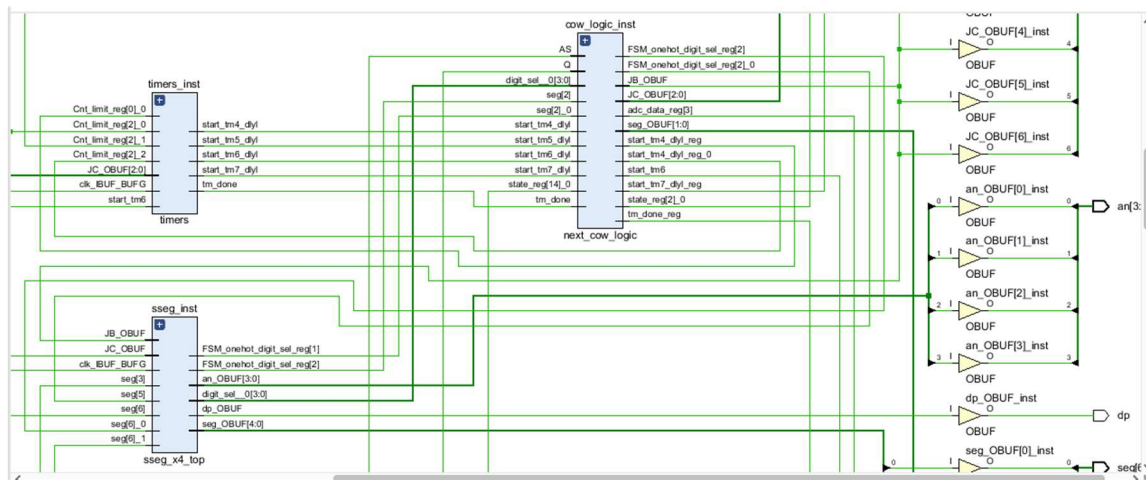 cow_logic_inst
AS
Q
digit_sel__0[3:0]
seg[2]
seg[2]_0
start_tm4_dlyl
start_tm5_dlyl
start_tm6_dlyl
start_tm7_dlyl
state_reg[14]_0
tm_done
FSM_onehot_digit_sel_reg[2]
FSM_onehot_digit_sel_reg[2]_0
JB_OBUF
JC_OBUF[2:0]
adc_data_reg[3]
seg_OBUF[1:0]
start_tm4_dlyl_reg
start_tm4_dlyl_reg_0
start_tm6
start_tm7_dlyl_reg
state_reg[2]_0
tm_done_reg
next_cow_logic
timers_inst
Cnt_limit_reg[0]_0
Cnt_limit_reg[2]_0
Cnt_limit_reg[2]_1
Cnt_limit_reg[2]_2
JC_OBUF[2:0]
clk_IBUF_BUFG
start_tm6
start_tm4_dlyl
start_tm5_dlyl
start_tm6_dlyl
start_tm7_dlyl
tm_done
timers
sseg_inst
JB_OBUF
JC_OBUF
clk_IBUF_BUFG
seg[3]
seg[5]
seg[6]
seg[6]_0
seg[6]_1
FSM_onehot_digit_sel_reg[1]
FSM_onehot_digit_sel_reg[2]
an_OBUF[3:0]
digit_sel__0[3:0]
dp_OBUF
seg_OBUF[4:0]
sseg_x4_top
JC_OBUF[4]_inst
I O 4
OBUF
JC_OBUF[5]_inst
I O 5
OBUF
JC_OBUF[6]_inst
I O 6
OBUF
an_OBUF[0]_inst
0 I O 0 an[3:
OBUF
an_OBUF[1]_inst
1 I O 1
OBUF
an_OBUF[2]_inst
2 I O 2
OBUF
an_OBUF[3]_inst
3 I O 3
OBUF
dp_OBUF_inst
I O dp
OBUF
seg_OBUF[0]_inst
0 I O 0 seg[6